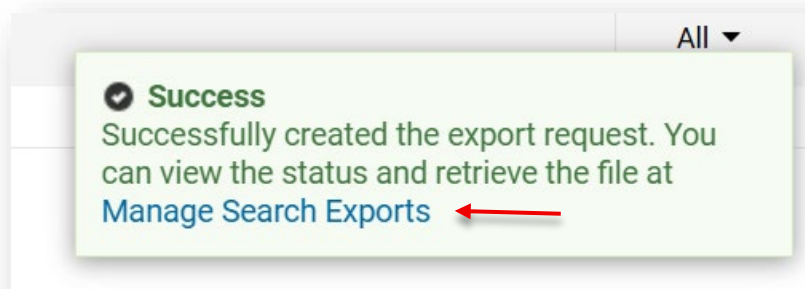 All
Success
Successfully created the export request. You
can view the status and retrieve the file at
Manage Search Exports